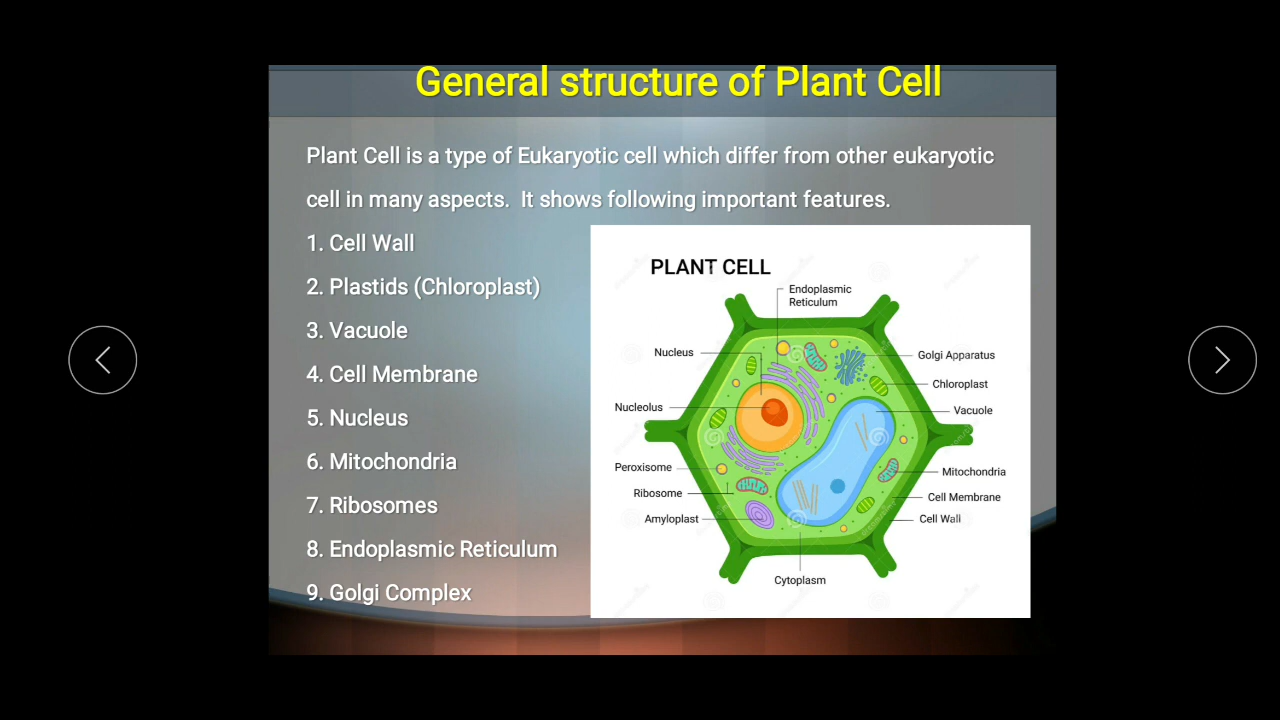 General structure of Plant Cell
Plant Cell is a type of Eukaryotic cell which differ from other eukaryotic
cell in many aspects. It shows following important features.
1. Cell Wall
2. Plastids (Chloroplast)
3. Vacuole
4. Cell Membrane
5. Nucleus
6. Mitochondria
7. Ribosomes
8. Endoplasmic Reticulum
9. Golgi Complex
PLANT CELL
Endoplasmic
Reticulum
Nucleus
Golgi Apparatus
Chloroplast
Nucleolus
Vacuole
Peroxisome
Mitochondria
Ribosome
Cell Membrane
Amyloplast
Cell Wall
Cytoplasm